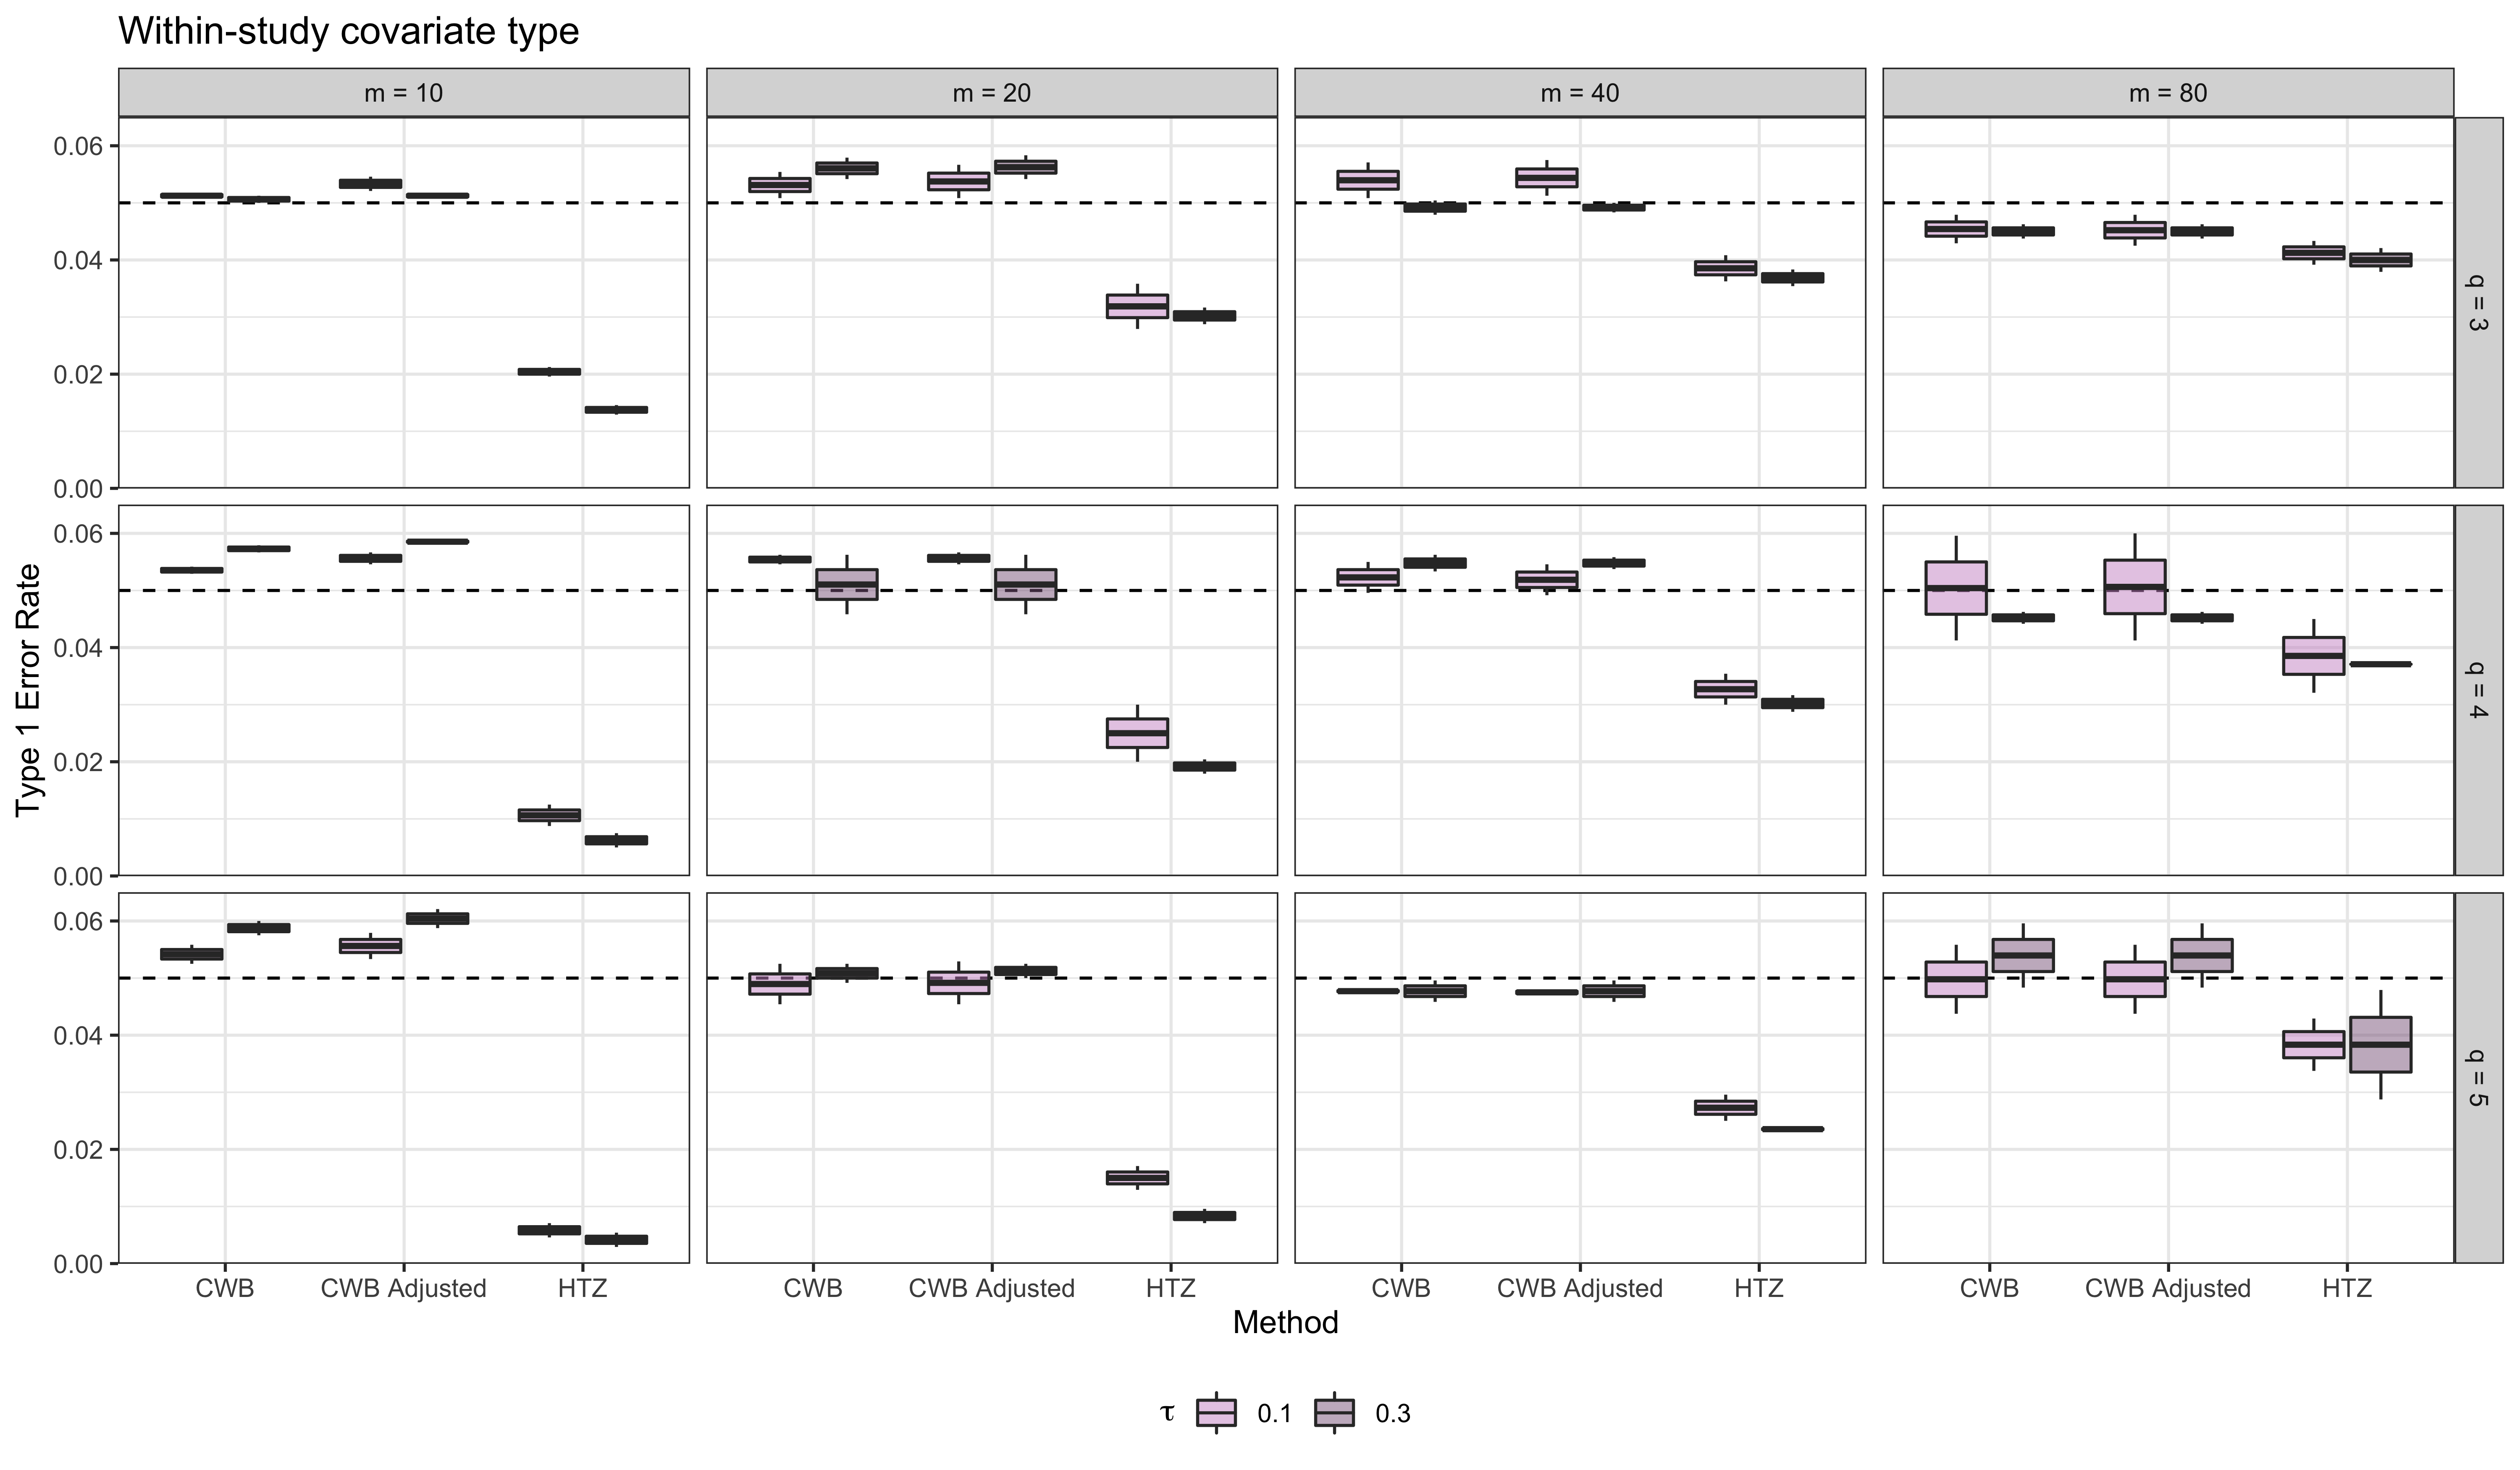 Within-study covariate type
m = 10
m = 20
m = 40
m = 80
Type 1 Error Rate
0.06
0.04
0.02
0.00
q = 3
0.06
0.04
0.02
0.00
q = 4
0.06
0.04
0.02
0.00
q = 5
CWB CWB Adjusted HTZ
CWB CWB Adjusted HTZ
CWB CWB Adjusted HTZ
CWB CWB Adjusted HTZ
Method
τ 0.1 0.3